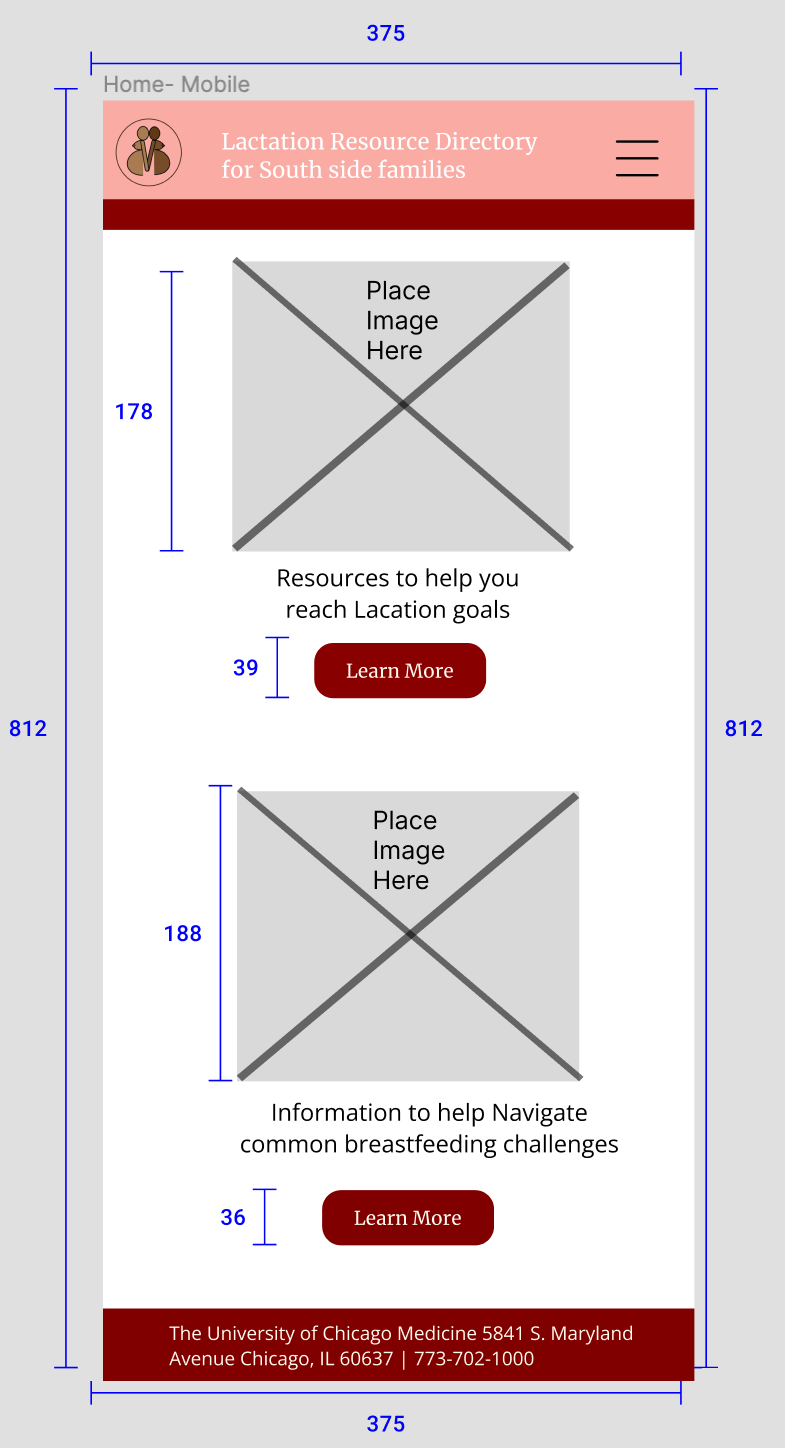 375
Home- Mobile
Lactation Resource Directory
for South side families
Place
Image
Here
178
Resources to help you
reach Lacation goals
39
Learn More
812
812
Place
Image
Here
188
Information to help Navigate
common breastfeeding challenges
36
Learn More
The University of Chicago Medicine 5841 S. Maryland
Avenue Chicago, IL 60637 | 773-702-1000
375